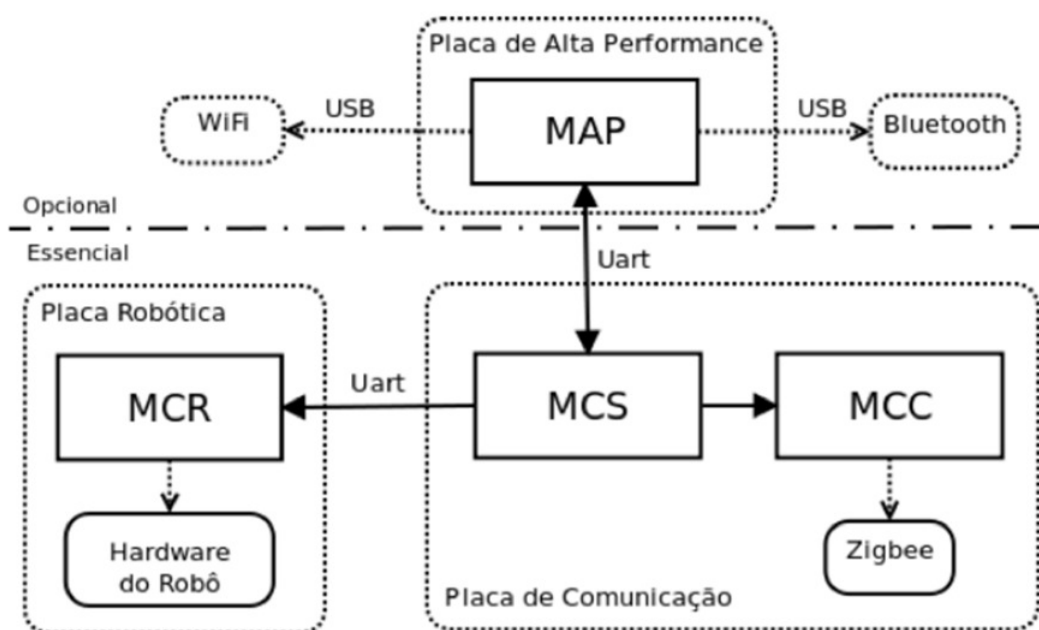 Placa de Alta Performance
WiFi
USB
MAP
USB
Bluetooth
Opcional
Essencial
Uart
Placa Robótica
MCR
Uart
MCS
MCC
Hardware
do Robô
Zigbee
Placa de Comunicação